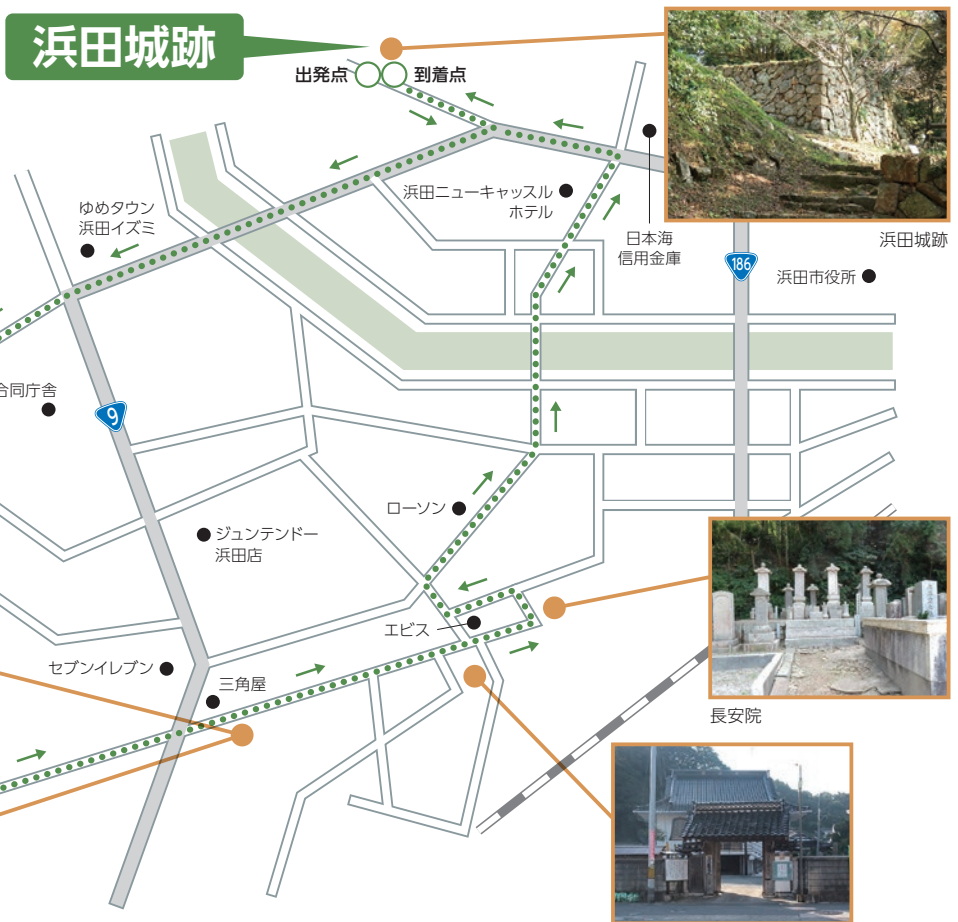 浜田城跡
出発点
到着点
浜田ニューキャッスル
ホテル
日本海
信用金庫
浜田城跡
ゆめタウン
浜田イズミ
186
浜田市役所
合同庁舎
9
ローソン
ジュンテンドー
浜田店
エビス
セブンイレブン
三角屋
長安院